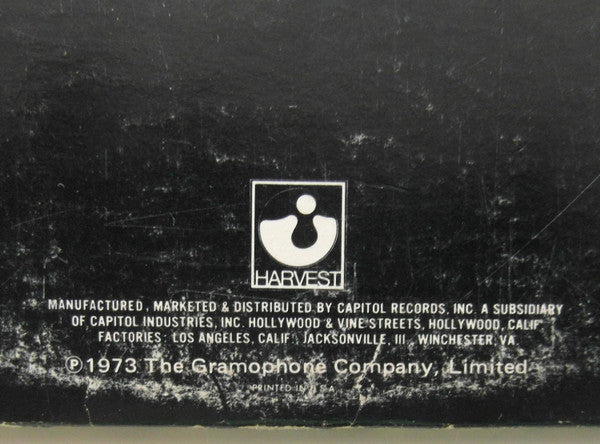 HARVEST
MANUFACTURED, MARKETED & DISTRIBUTED BY CAPITOL RECORDS, INC. A SUBSIDIARY
OF CAPITOL INDUSTRIES, INC. HOLLYWOOD & VINE STREETS, HOLLYWOOD, CALIF.
FACTORIES: LOS ANGELES, CALIF., JACKSONVILLE, Ill., WINCHESTER, VA.
℗1973 The Gramophone Company, Limited
PRINTED IN U.S.A.